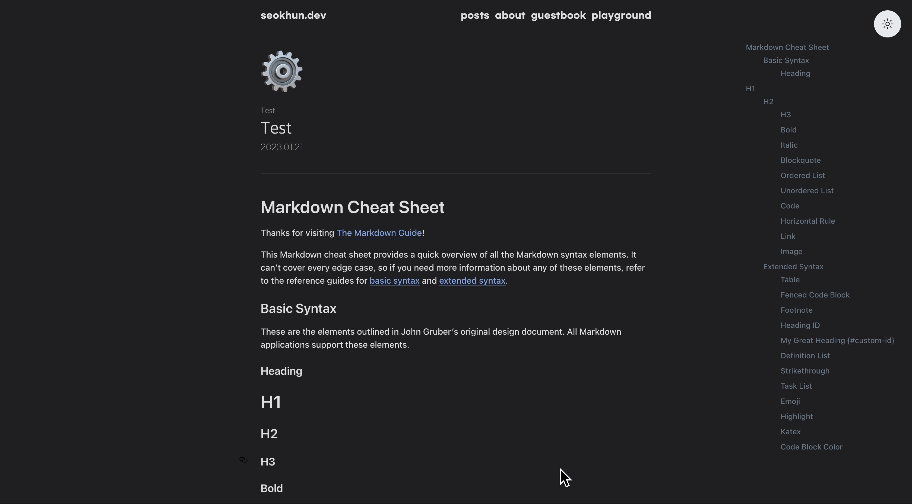 seokhun.dev
posts about guestbook playground
Test
Test
2023.01.21
Markdown Cheat Sheet
Thanks for visiting The Markdown Guide!
This Markdown cheat sheet provides a quick overview of all the Markdown syntax elements. It
can't cover every edge case, so if you need more information about any of these elements, refer
to the reference guides for basic syntax and extended syntax.
Basic Syntax
These are the elements outlined in John Gruber's original design document. All Markdown
applications support these elements.
Heading
H1
H2
H3
Bold
Markdown Cheat Sheet
Basic Syntax
Heading
H1
H2
H3
Bold
Italic
Blockquote
Ordered List
Unordered List
Code
Horizontal Rule
Link
Image
Extended Syntax
Table
Fenced Code Block
Footnote
Heading ID
My Great Heading {#custom-id}
Definition List
Strikethrough
Task List
Emoji
Highlight
Katex
Code Block Color